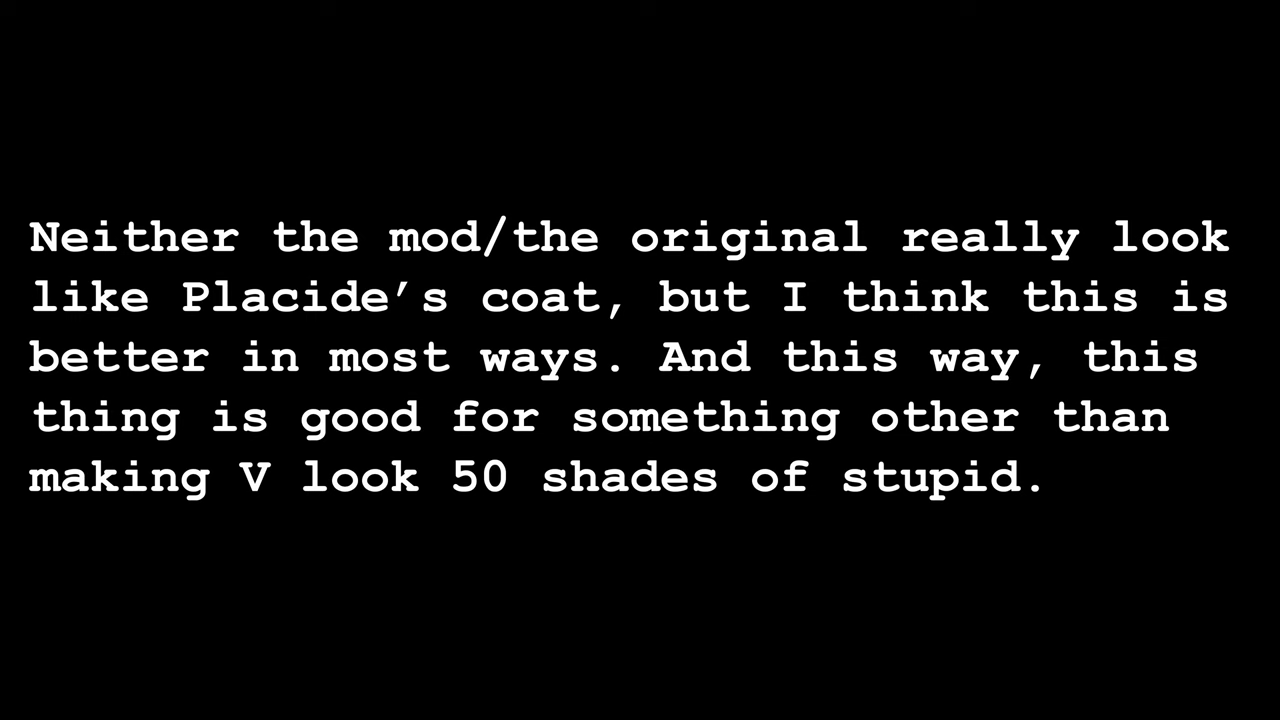 Neither the mod/the original really look
like Placide’s coat, but I think this is
better in most ways. And this way, this
thing is good for something other than
making V look 50 shades of stupid.